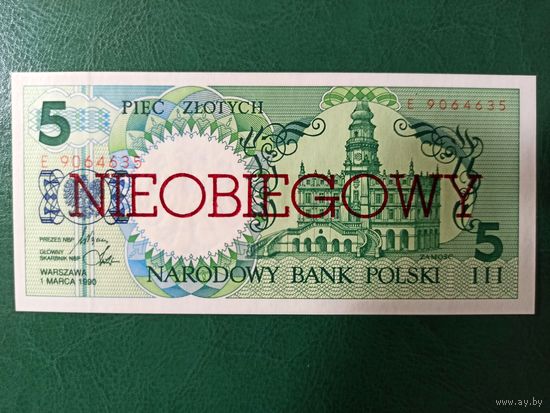 5 PIĘĆ ZŁOTYCH E 9064635
E 9064635
NIEOBIEGOWY
PREZES NBP
GŁÓWNY
SKARBNIK NBP
WARSZAWA
1 MARCA 1990
ZAMOŚĆ
5
NARODOWY BANK POLSKI III
www.ay.by